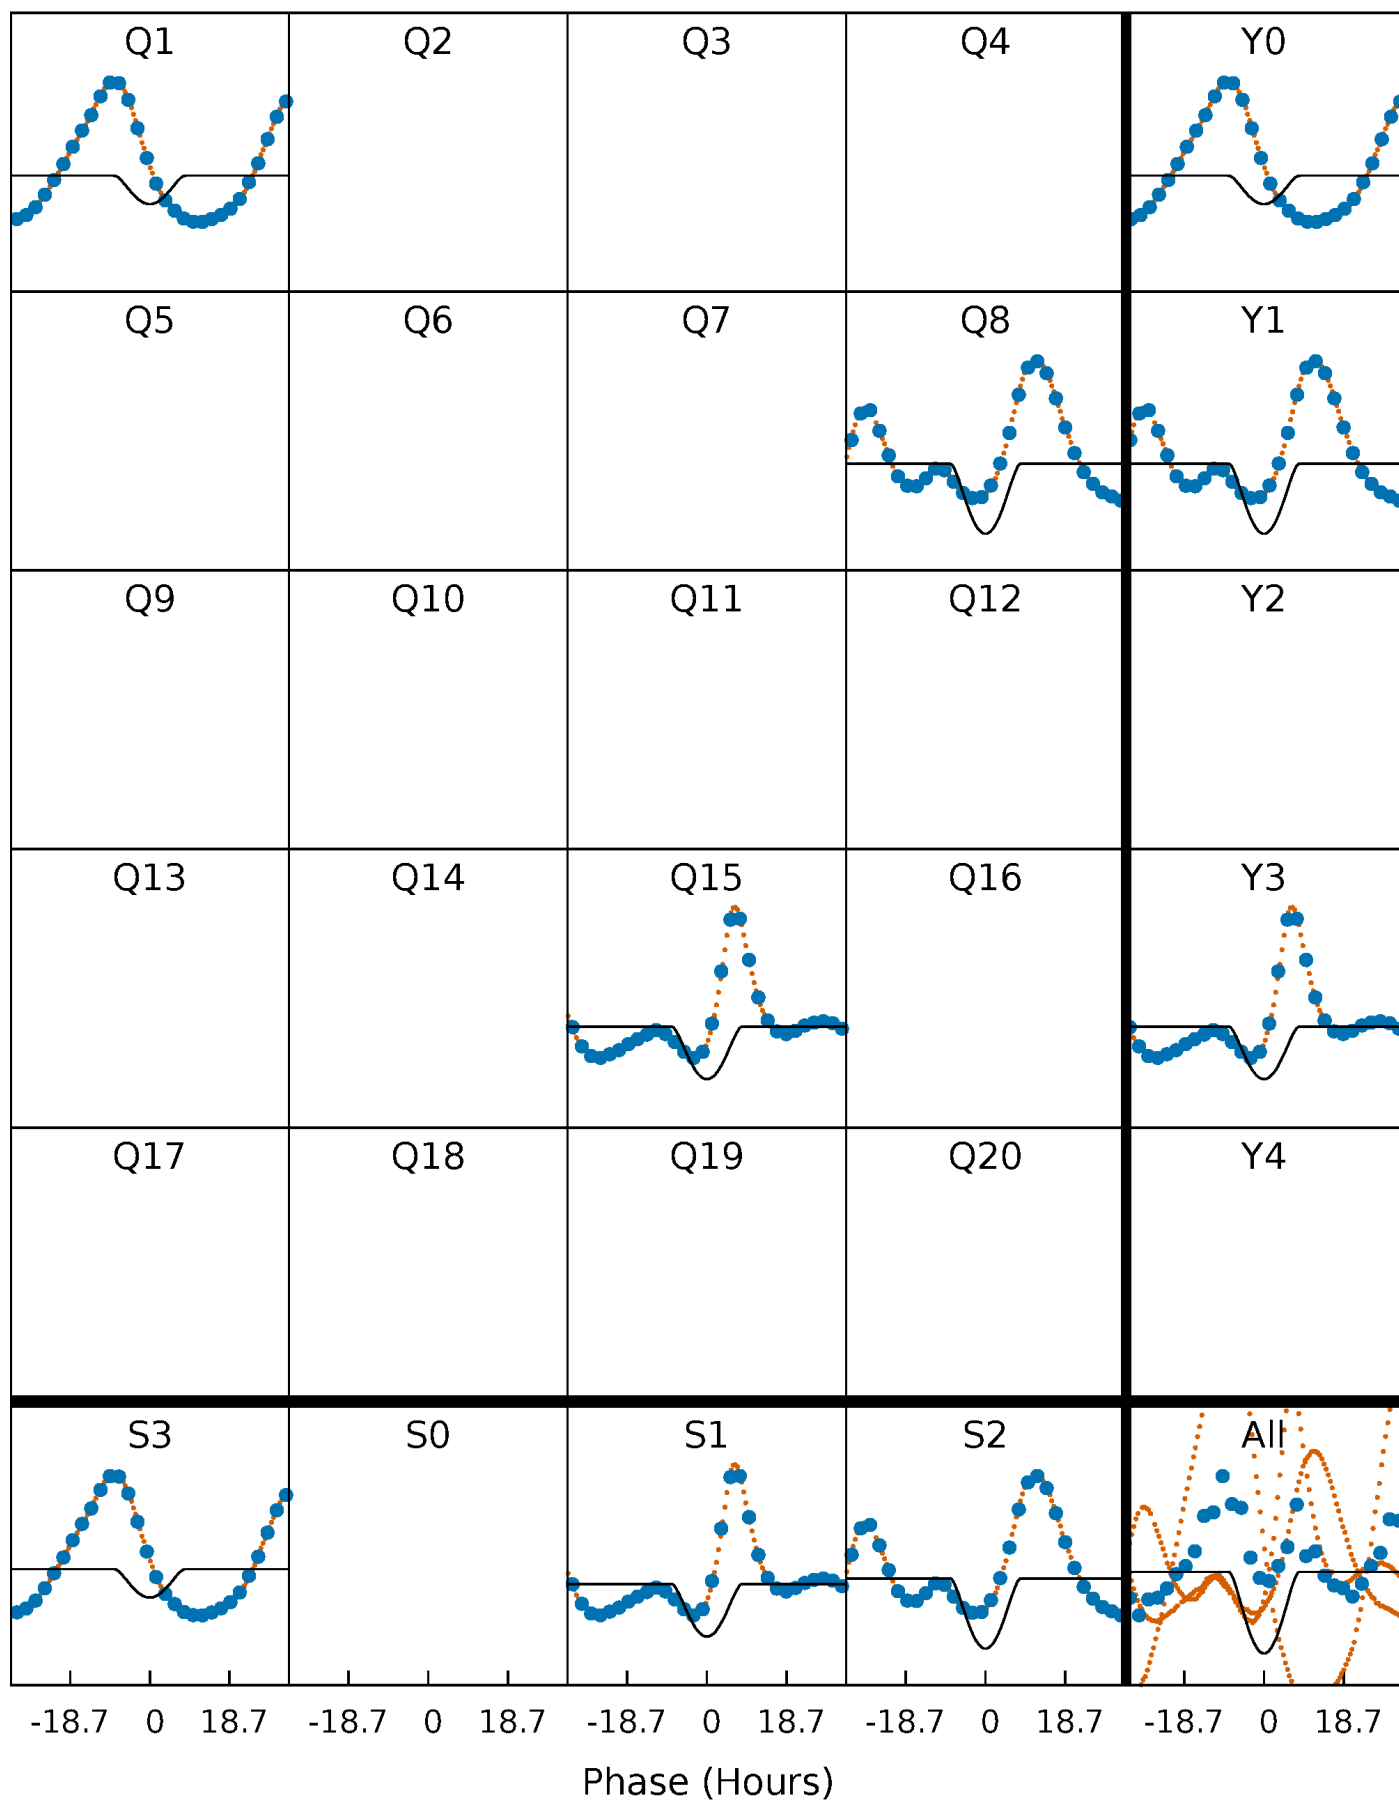 Q1 Q2 Q3 Q4 Y0
Q5 Q6 Q7 Q8 Y1
Q9 Q10 Q11 Q12 Y2
Q13 Q14 Q15 Q16 Y3
Q17 Q18 Q19 Q20 Y4
S3 S0 S1 S2 All
-18.7 0 18.7 -18.7 0 18.7 -18.7 0 18.7 -18.7 0 18.7 -18.7 0 18.7
Phase (Hours)